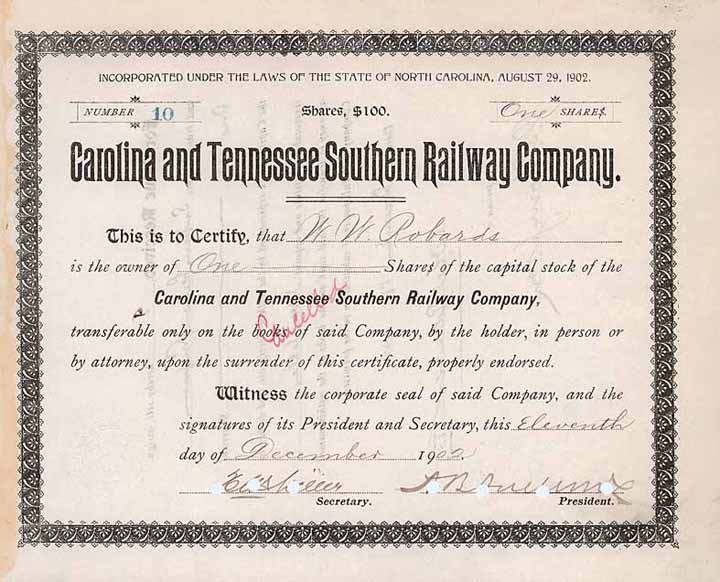 INCORPORATED UNDER THE LAWS OF THE STATE OF NORTH CAROLINA, AUGUST 29, 1902.
NUMBER 10 Shares, $100. One SHARES.
Carolina and Tennessee Southern Railway Company.
This is to Certify, that W. W. Robards
is the owner of One Shares of the capital stock of the
Carolina and Tennessee Southern Railway Company,
transferable only on the books of said Company, by the holder, in person or
Cancelled
by attorney, upon the surrender of this certificate, properly endorsed.
Witness the corporate seal of said Company, and the
signatures of its President and Secretary, this Eleventh
day of December 1902
Secretary. President.